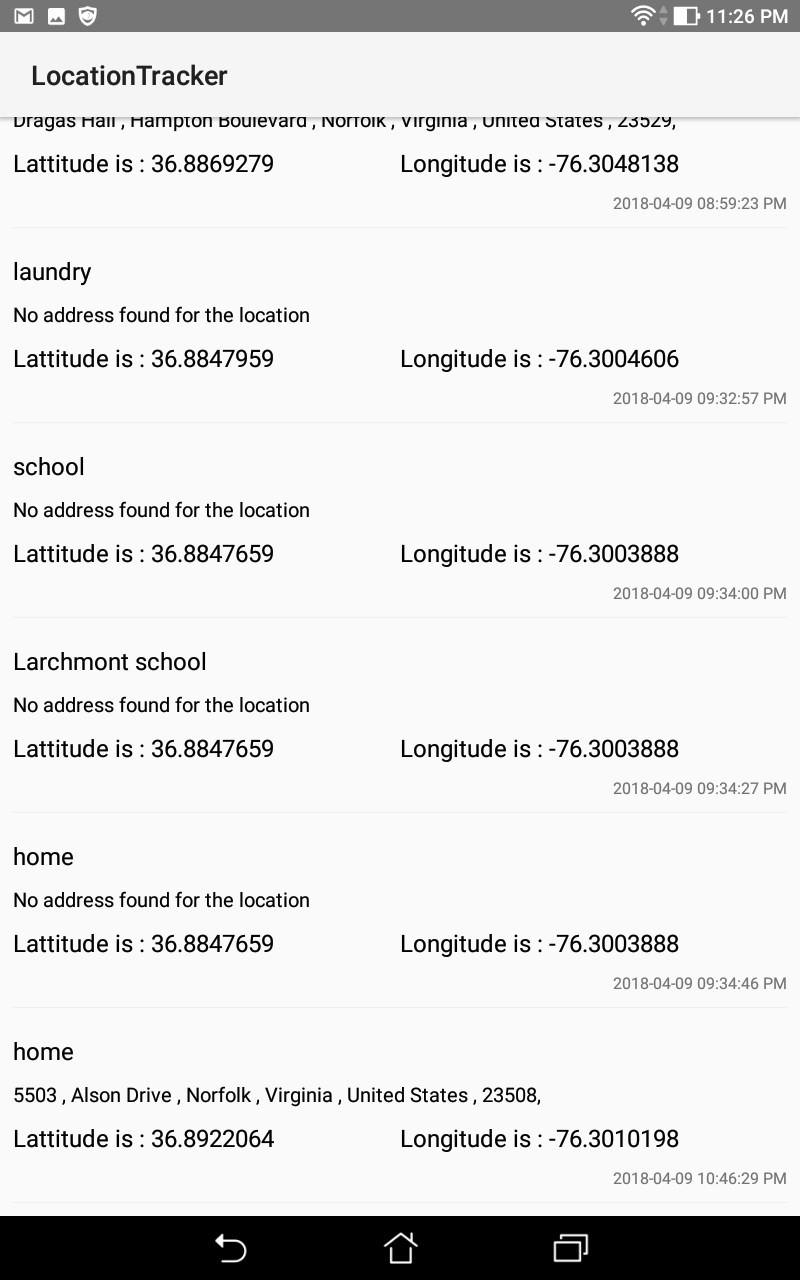 11:26 PM
LocationTracker
Dragas Hall , Hampton Boulevard , Norfolk , Virginia , United States , 23529,
Lattitude is : 36.8869279 Longitude is : -76.3048138
2018-04-09 08:59:23 PM
laundry
No address found for the location
Lattitude is : 36.8847959 Longitude is : -76.3004606
2018-04-09 09:32:57 PM
school
No address found for the location
Lattitude is : 36.8847659 Longitude is : -76.3003888
2018-04-09 09:34:00 PM
Larchmont school
No address found for the location
Lattitude is : 36.8847659 Longitude is : -76.3003888
2018-04-09 09:34:27 PM
home
No address found for the location
Lattitude is : 36.8847659 Longitude is : -76.3003888
2018-04-09 09:34:46 PM
home
5503 , Alson Drive , Norfolk , Virginia , United States , 23508,
Lattitude is : 36.8922064 Longitude is : -76.3010198
2018-04-09 10:46:29 PM